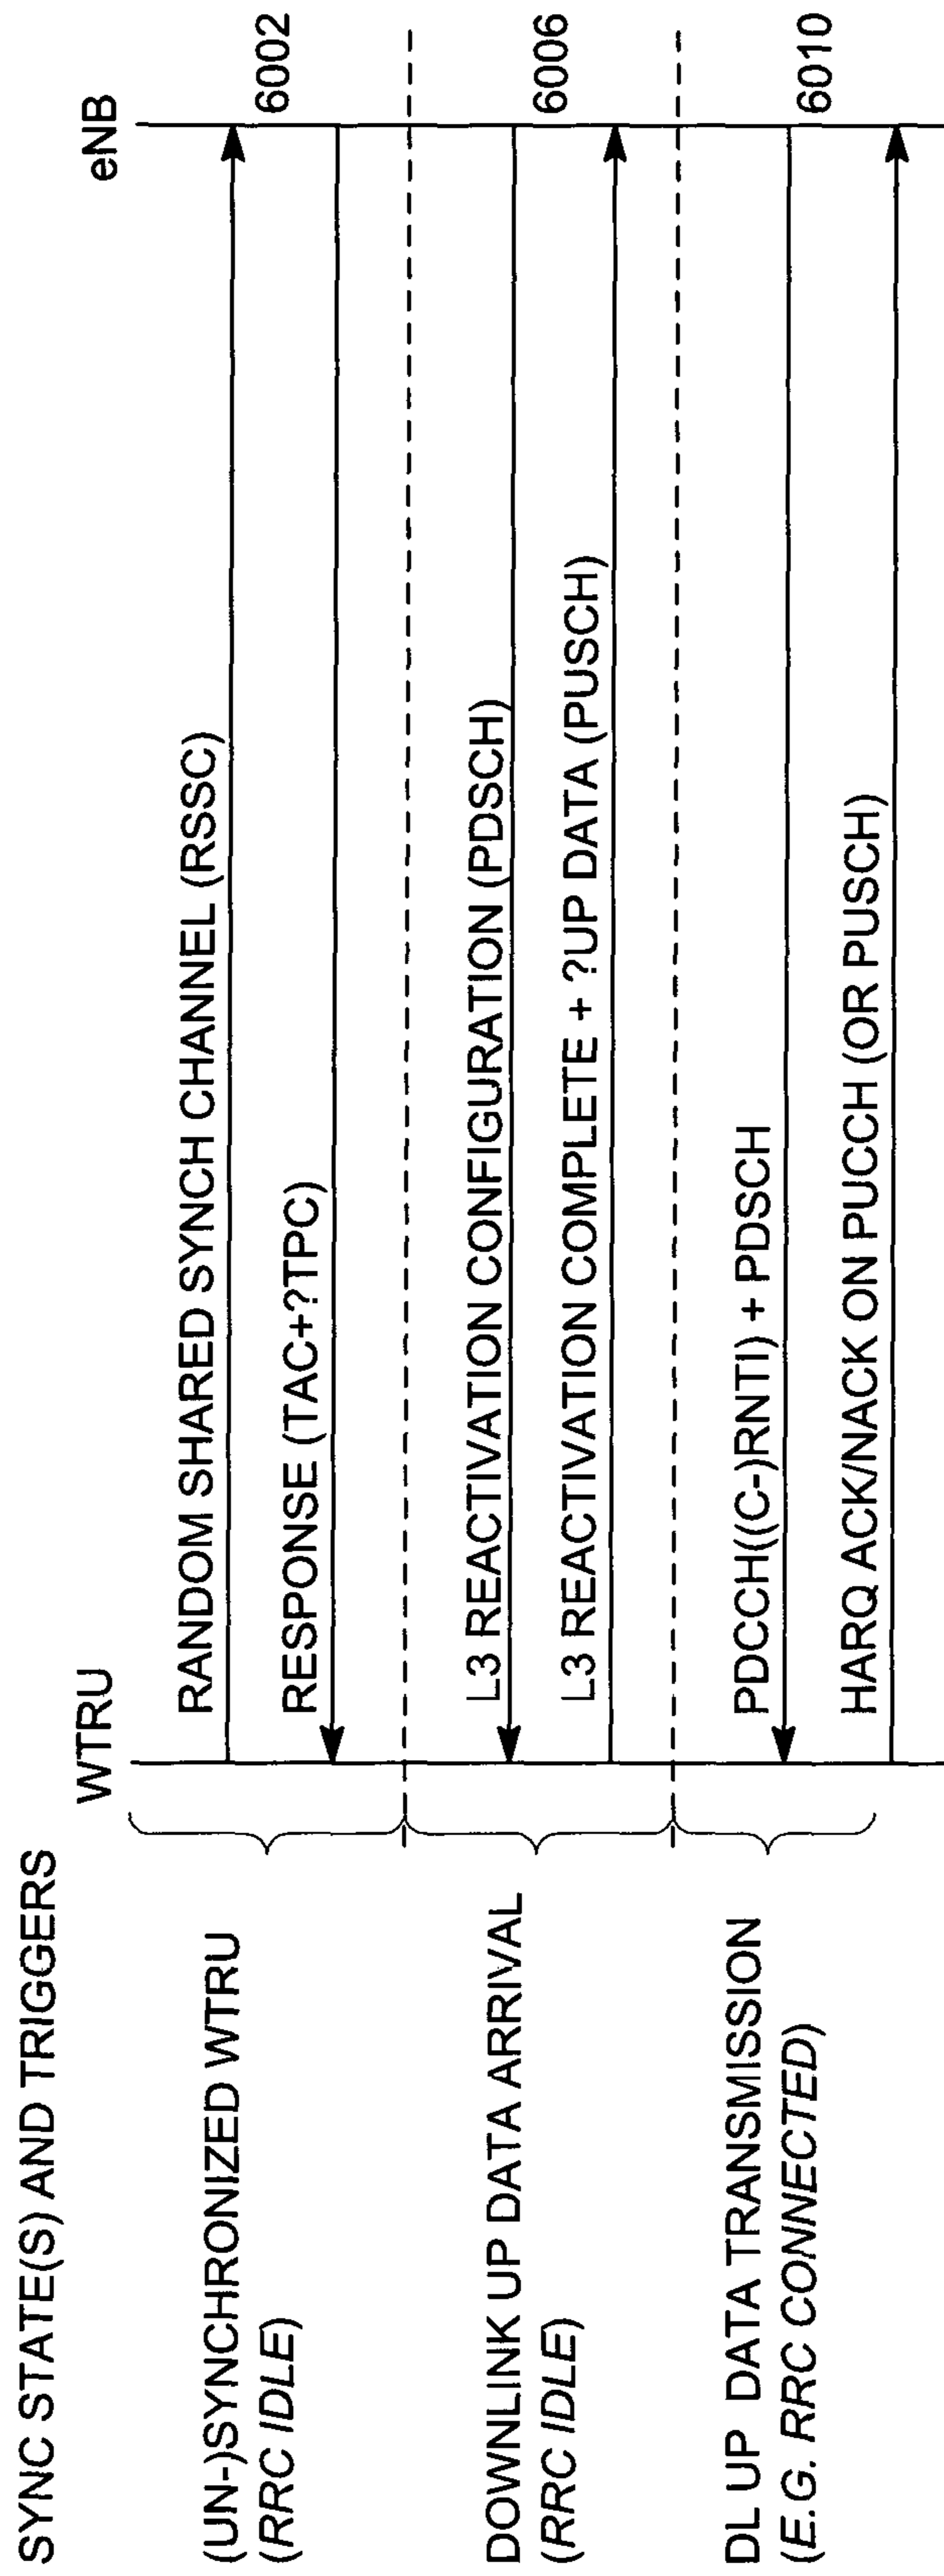 SYNC STATE(S) AND TRIGGERS
WTRU
eNB
(UN-)SYNCHRONIZED WTRU
(RRC IDLE)
RANDOM SHARED SYNCH CHANNEL (RSSC)
6002
RESPONSE (TAC+?TPC)
DOWNLINK UP DATA ARRIVAL
(RRC IDLE)
L3 REACTIVATION CONFIGURATION (PDSCH)
6006
L3 REACTIVATION COMPLETE + ?UP DATA (PUSCH)
DL UP DATA TRANSMISSION
(E.G. RRC CONNECTED)
PDCCH((C-)RNTI) + PDSCH
6010
HARQ ACK/NACK ON PUCCH (OR PUSCH)